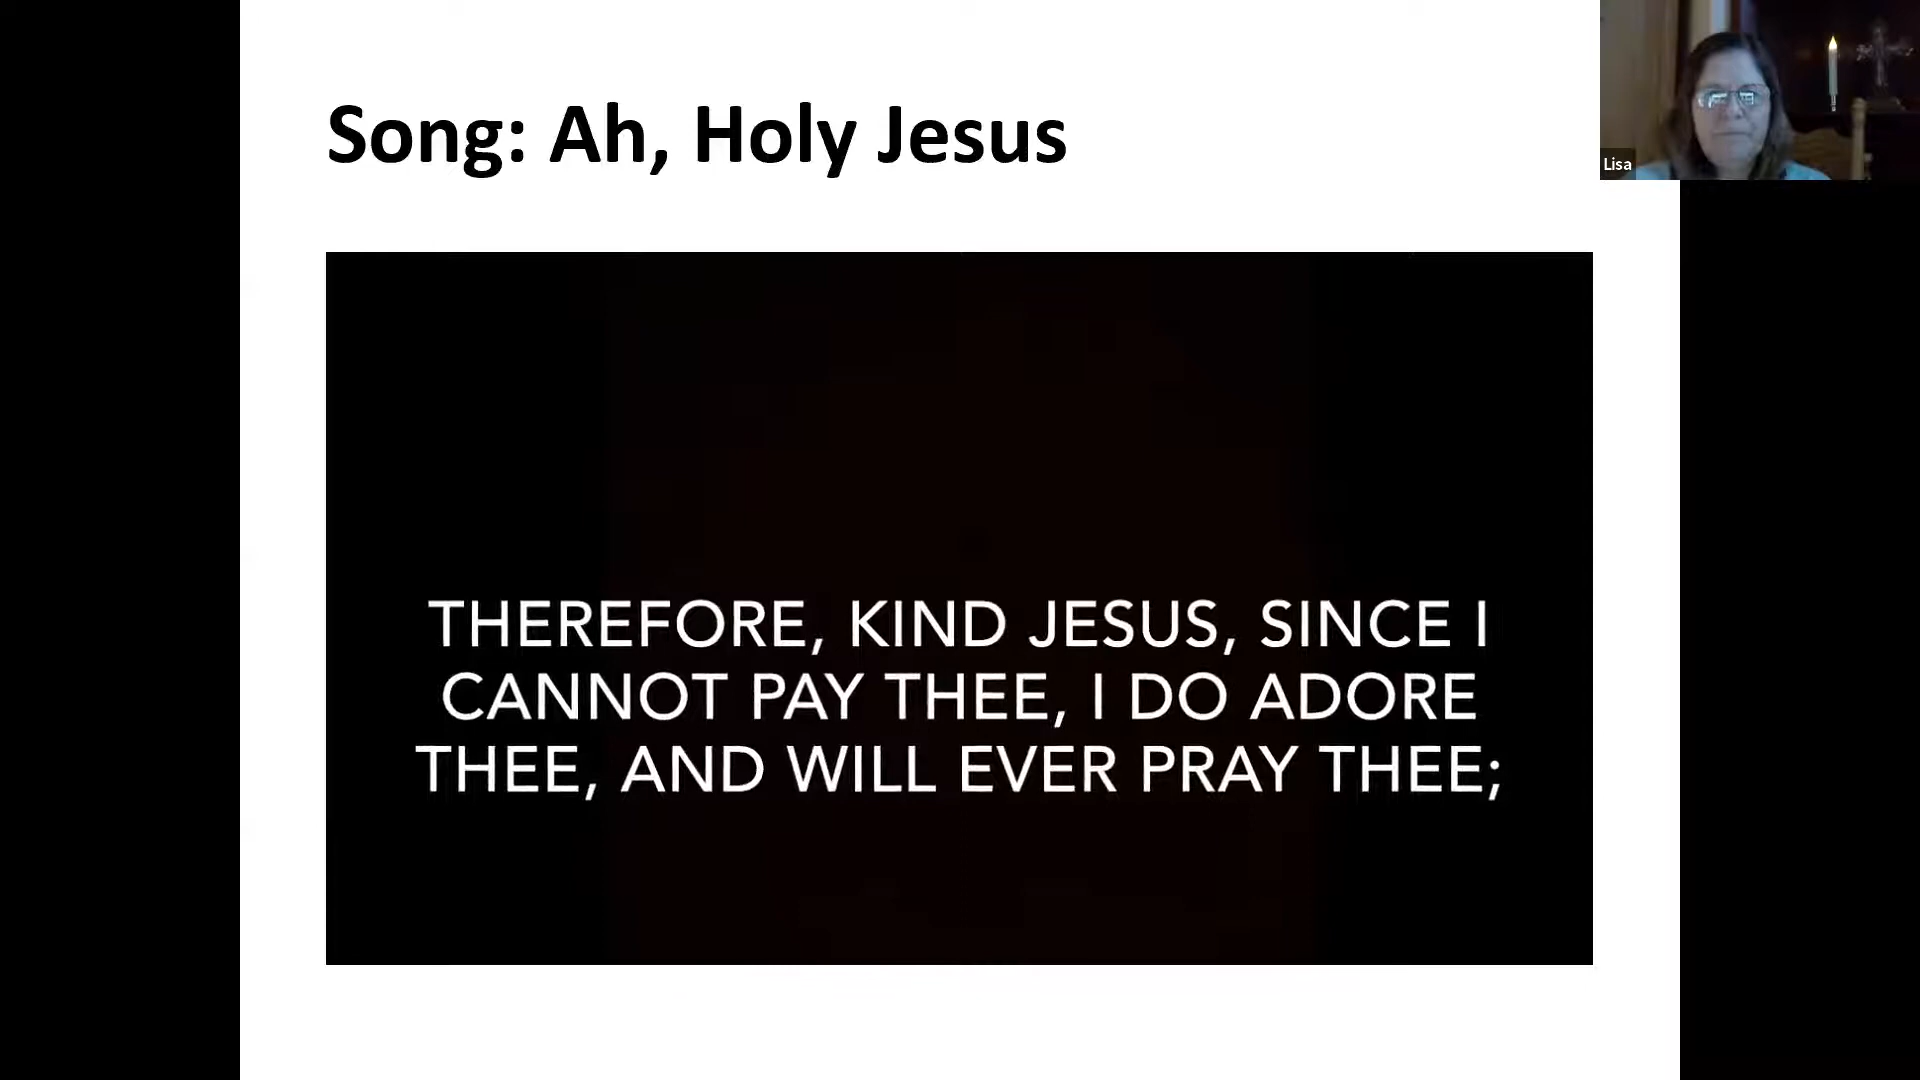 Song: Ah, Holy Jesus
Lisa
THEREFORE, KIND JESUS, SINCE I
CANNOT PAY THEE, I DO ADORE
THEE, AND WILL EVER PRAY THEE;